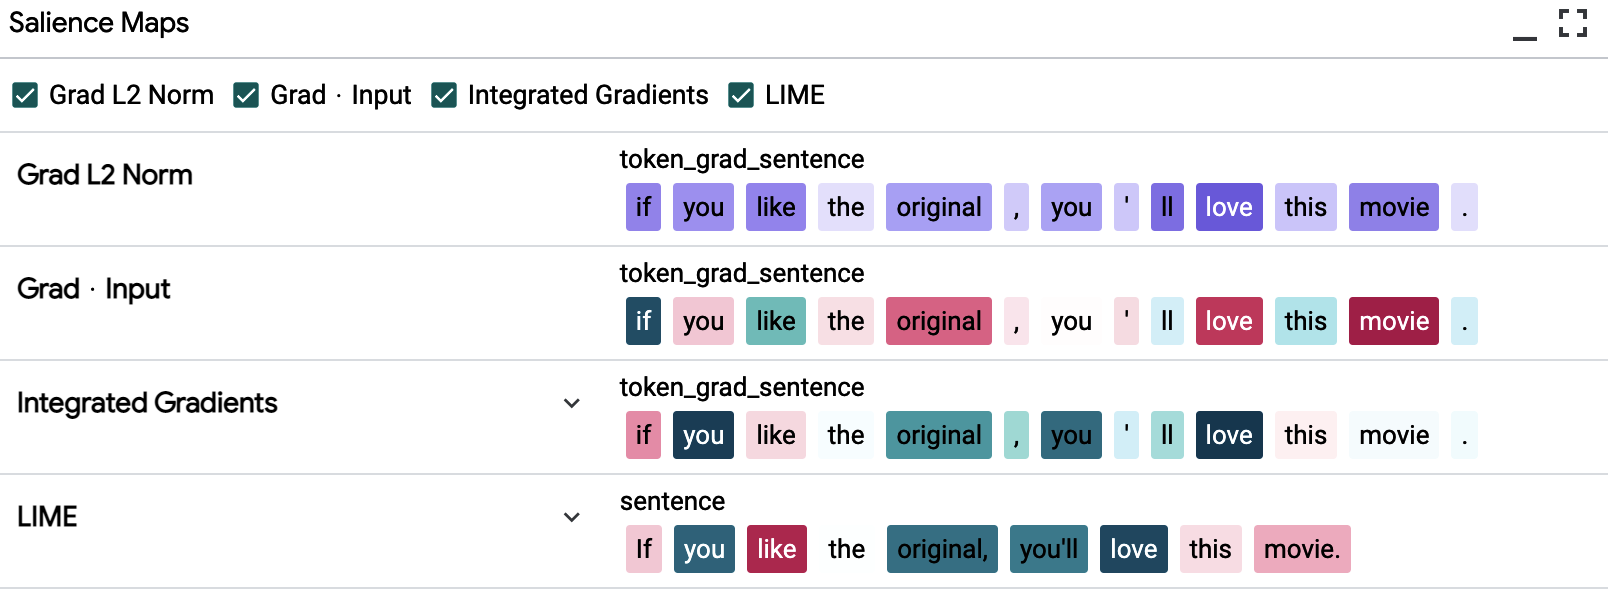 Salience Maps
Grad L2 Norm Grad · Input Integrated Gradients LIME
Grad L2 Norm
token_grad_sentence
if you like the original , you ' ll love this movie .
Grad · Input
token_grad_sentence
if you like the original , you ' ll love this movie .
Integrated Gradients
token_grad_sentence
if you like the original , you ' ll love this movie .
LIME
sentence
If you like the original, you'll love this movie.